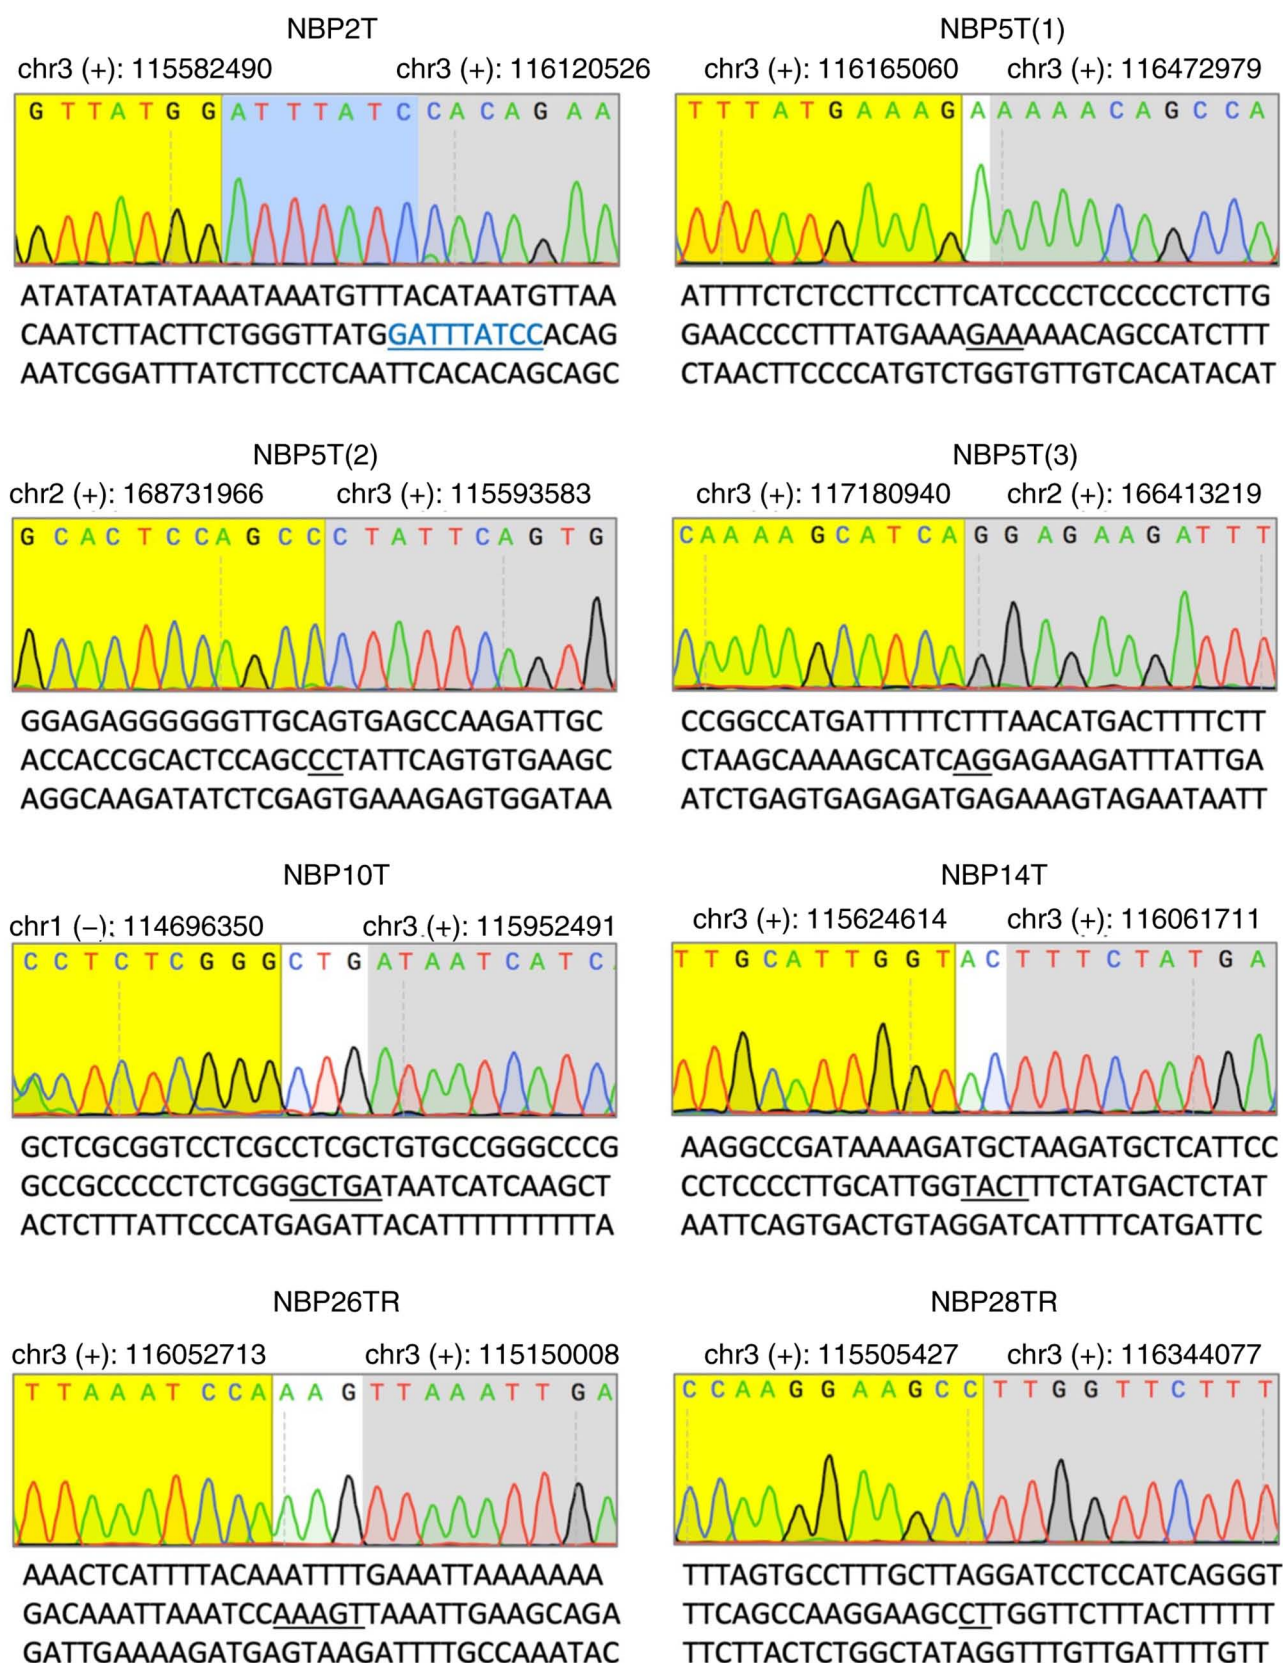 NBP2T
chr3 (+): 115582490 chr3 (+): 116120526
G T T A T G G A T T T A T C C A C A G A A
ATATATATATAAATAAATGTTTACATAATGTTAA
CAATCTTACTTCTGGGTTATGGATTTATCCACAG
AATCGGATTTATCTTCCTCAATTCACACAGCAGC
NBP5T(1)
chr3 (+): 116165060 chr3 (+): 116472979
T T T A T G A A A G A A A A A C A G C C A
ATTTTCTCTCCTTCCTTCATCCCCTCCCCCTCTTG
GAACCCCTTTATGAAAGAAAAACAGCCATCTTT
CTAACTTCCCCATGTCTGGTGTTGTCACATACAT
NBP5T(2)
chr2 (+): 168731966 chr3 (+): 115593583
G C A C T C C A G C C C T A T T C A G T G
GGAGAGGGGGGTTGCAGTGAGCCAAGATTGC
ACCACCGCACTCCAGCCCTATTCAGTGTGAAGC
AGGCAAGATATCTCGAGTGAAAGAGTGGATAA
NBP5T(3)
chr3 (+): 117180940 chr2 (+): 166413219
C A A A A G C A T C A G G A G A A G A T T T
CCGGCCATGATTTTTCTTTAACATGACTTTTCTT
CTAAGCAAAAGCATCAGGAGAAGATTTATTGA
ATCTGAGTGAGAGATGAGAAAGTAGAATAATT
NBP10T
chr1 (−): 114696350 chr3 (+): 115952491
C C T C T C G G G C T G A T A A T C A T C
GCTCGCGGTCCTCGCCTCGCTGTGCCGGGCCCG
GCCGCCCCCTCTCGGGCTGATAATCATCAAGCT
ACTCTTTATTCCCATGAGATTACATTTTTTTTTTA
NBP14T
chr3 (+): 115624614 chr3 (+): 116061711
T T G C A T T G G T A C T T T C T A T G A
AAGGCCGATAAAAGATGCTAAGATGCTCATTCC
CCTCCCCTTGCATTGGTACTTTCTATGACTCTAT
AATTCAGTGACTGTAGGATCATTTTCATGATTC
NBP26TR
chr3 (+): 116052713 chr3 (+): 115150008
T T A A A T C C A A A G T T A A A T T G A
AAACTCATTTTACAAATTTTGAAATTAAAAAAA
GACAAATTAAATCCAAAGTTAAATTGAAGCAGA
GATTGAAAAGATGAGTAAGATTTTGCCAAATAC
NBP28TR
chr3 (+): 115505427 chr3 (+): 116344077
C C A A G G A A G C C T T G G T T C T T T
TTTAGTGCCTTTGCTTAGGATCCTCCATCAGGGT
TTCAGCCAAGGAAGCCTTGGTTCTTTACTTTTTT
TTCTTACTCTGGCTATAGGTTTGTTGATTTTGTT